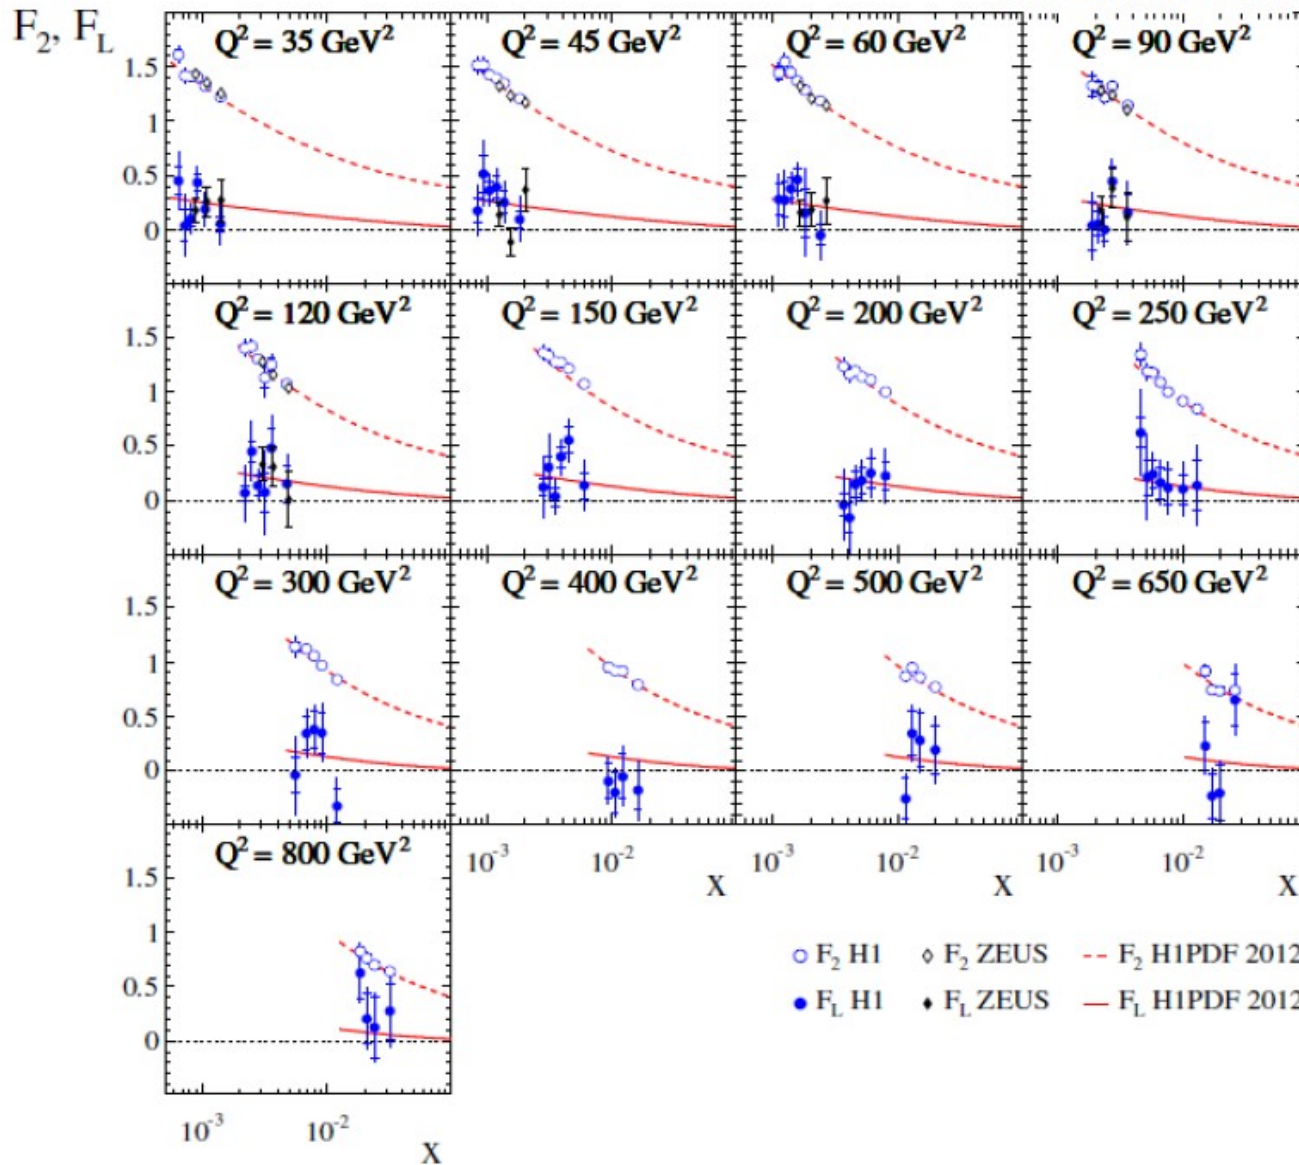 F₂, F_L
Q² = 35 GeV² Q² = 45 GeV² Q² = 60 GeV² Q² = 90 GeV²
1.5
1
0.5
0
Q² = 120 GeV² Q² = 150 GeV² Q² = 200 GeV² Q² = 250 GeV²
1.5
1
0.5
0
Q² = 300 GeV² Q² = 400 GeV² Q² = 500 GeV² Q² = 650 GeV²
1.5
1
0.5
0
Q² = 800 GeV²
10⁻³ 10⁻² 10⁻³ 10⁻² 10⁻³ 10⁻²
X X X
1.5
1
0.5
0
F₂ H1 F₂ ZEUS F₂ H1PDF 2012
F_L H1 F_L ZEUS F_L H1PDF 2012
10⁻³ 10⁻²
X